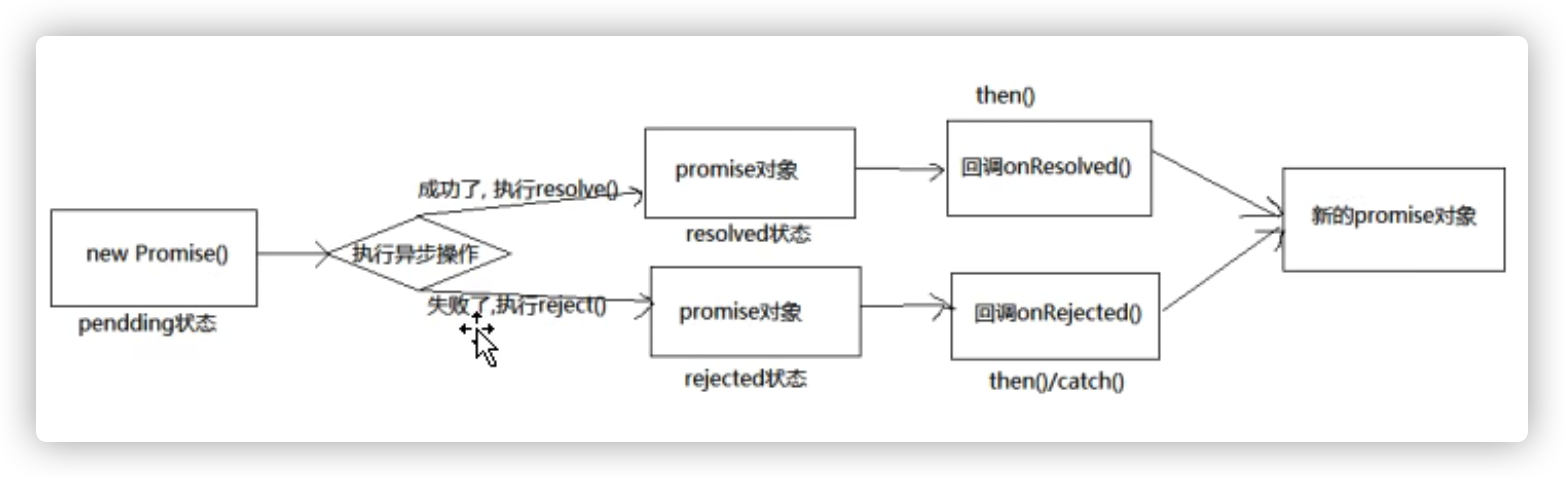 then()
成功了, 执行resolve()
promise对象
回调onResolved()
resolved状态
new Promise()
pendding状态
执行异步操作
新的promise对象
失败了,执行reject()
promise对象
回调onRejected()
rejected状态
then()/catch()